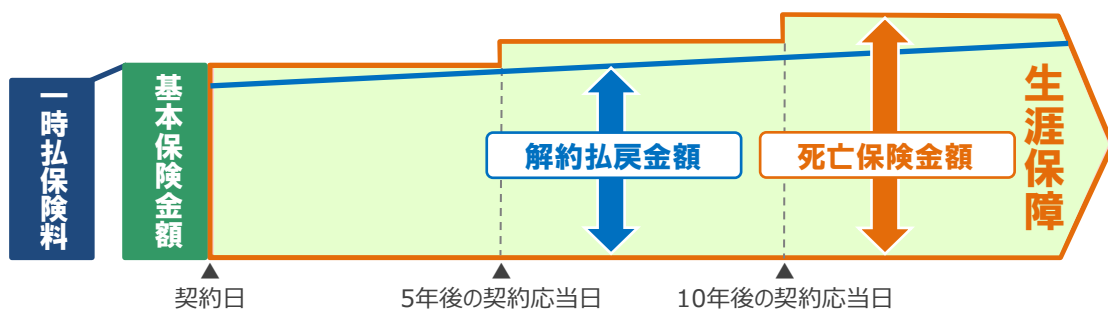 一時払保険料
基本保険金額
解約払戻金額
死亡保険金額
生涯保障
契約日
5年後の契約応当日
10年後の契約応当日